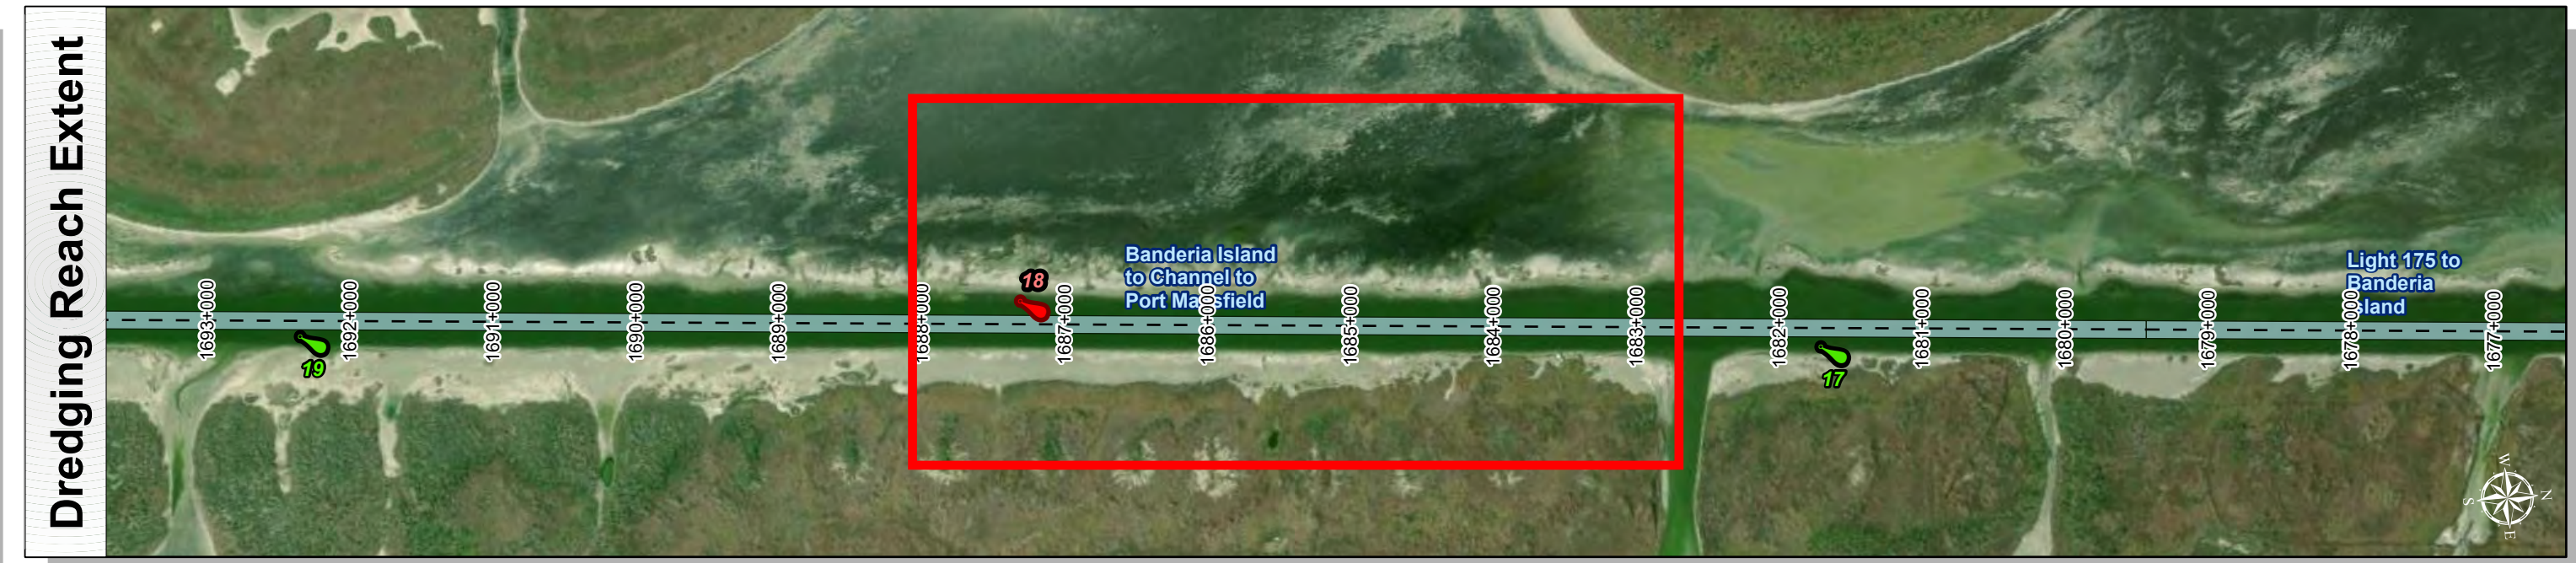 Dredging Reach Extent
Banderia Island
to Channel to
Port Mansfield
Light 175 to
Banderia
Island
18
19
17
1693+000
1692+000
1691+000
1690+000
1689+000
1688+000
1687+000
1686+000
1685+000
1684+000
1683+000
1682+000
1681+000
1680+000
1679+000
1678+000
1677+000
W
S
N
E